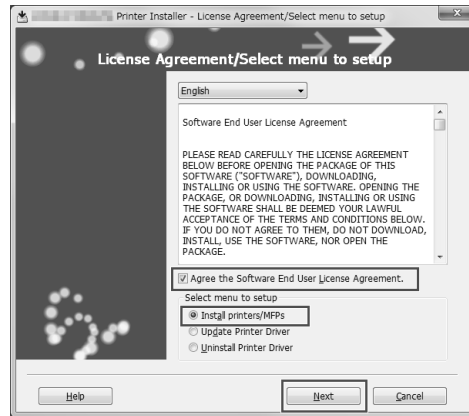 Printer Installer - License Agreement/Select menu to setup
License Agreement/Select menu to setup
English
Software End User License Agreement
PLEASE READ CAREFULLY THE LICENSE AGREEMENT
BELOW BEFORE OPENING THE PACKAGE OF THIS
SOFTWARE ("SOFTWARE"), DOWNLOADING,
INSTALLING OR USING THE SOFTWARE. OPENING THE
PACKAGE, OR DOWNLOADING, INSTALLING OR USING
THE SOFTWARE SHALL BE DEEMED YOUR LAWFUL
ACCEPTANCE OF THE TERMS AND CONDITIONS BELOW.
IF YOU DO NOT AGREE TO THEM, DO NOT DOWNLOAD,
INSTALL, USE THE SOFTWARE, NOR OPEN THE
PACKAGE.
Agree the Software End User License Agreement.
Select menu to setup
Install printers/MFPs
Update Printer Driver
Uninstall Printer Driver
Help Next Cancel